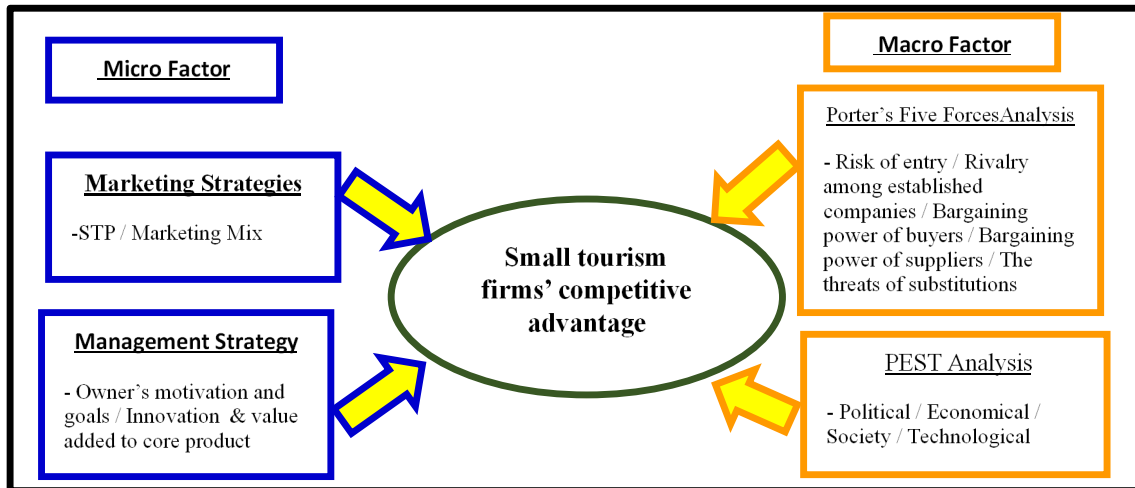 Micro Factor
Marketing Strategies
-STP / Marketing Mix
Management Strategy
- Owner's motivation and
goals / Innovation & value
added to core product
Small tourism
firms' competitive
advantage
Macro Factor
Porter's Five ForcesAnalysis
- Risk of entry / Rivalry
among established
companies / Bargaining
power of buyers / Bargaining
power of suppliers / The
threats of substitutions
PEST Analysis
- Political / Economical /
Society / Technological